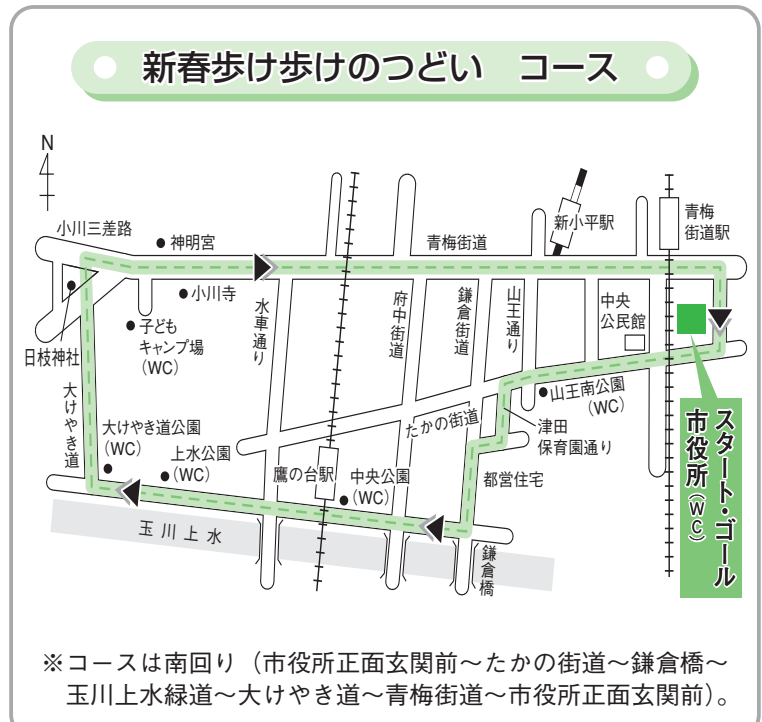 新春歩け歩けのつどい　コース
N
小川三差路
神明宮
青梅街道
新小平駅
青梅
街道駅
小川寺
水車通り
府中街道
鎌倉街道
山王通り
中央
公民館
子ども
キャンプ場
(WC)
日枝神社
大けやき道
たかの街道
山王南公園
(WC)
津田
保育園通り
大けやき道公園
(WC)
上水公園
(WC)
鷹の台駅
中央公園
(WC)
都営住宅
スタート・ゴール
市役所(WC)
玉川上水
鎌倉橋
※コースは南回り（市役所正面玄関前～たかの街道～鎌倉橋～
玉川上水緑道～大けやき道～青梅街道～市役所正面玄関前）。